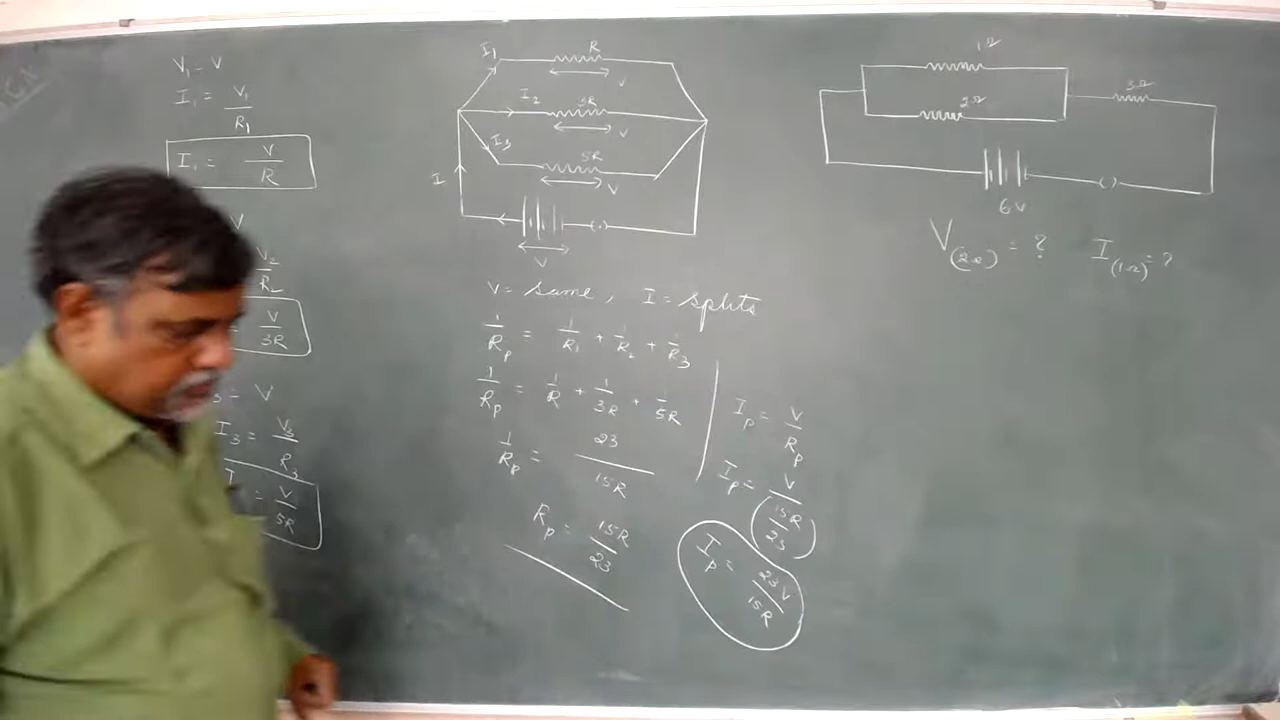 V₁ = V
I₁ = V₁/R₁
I₁ = V/R
V
V₂/R₂
= V/3R
3 = V
I₃ = V₃/R₃
= V/5R
I₁ R
V
I₂ 3R
V
I₃ 5R
V
I
V
V = Same, I = splits
1/Rₚ = 1/R₁ + 1/R₂ + 1/R₃
1/Rₚ = 1/R + 1/3R + 1/5R
1/Rₚ = 23/15R
Rₚ = 15R/23
Iₚ = V/Rₚ
Iₚ = V/(15R/23)
Iₚ = 23V/15R
1Ω
2Ω
3Ω
6V
V(2Ω) = ? I(1Ω) = ?